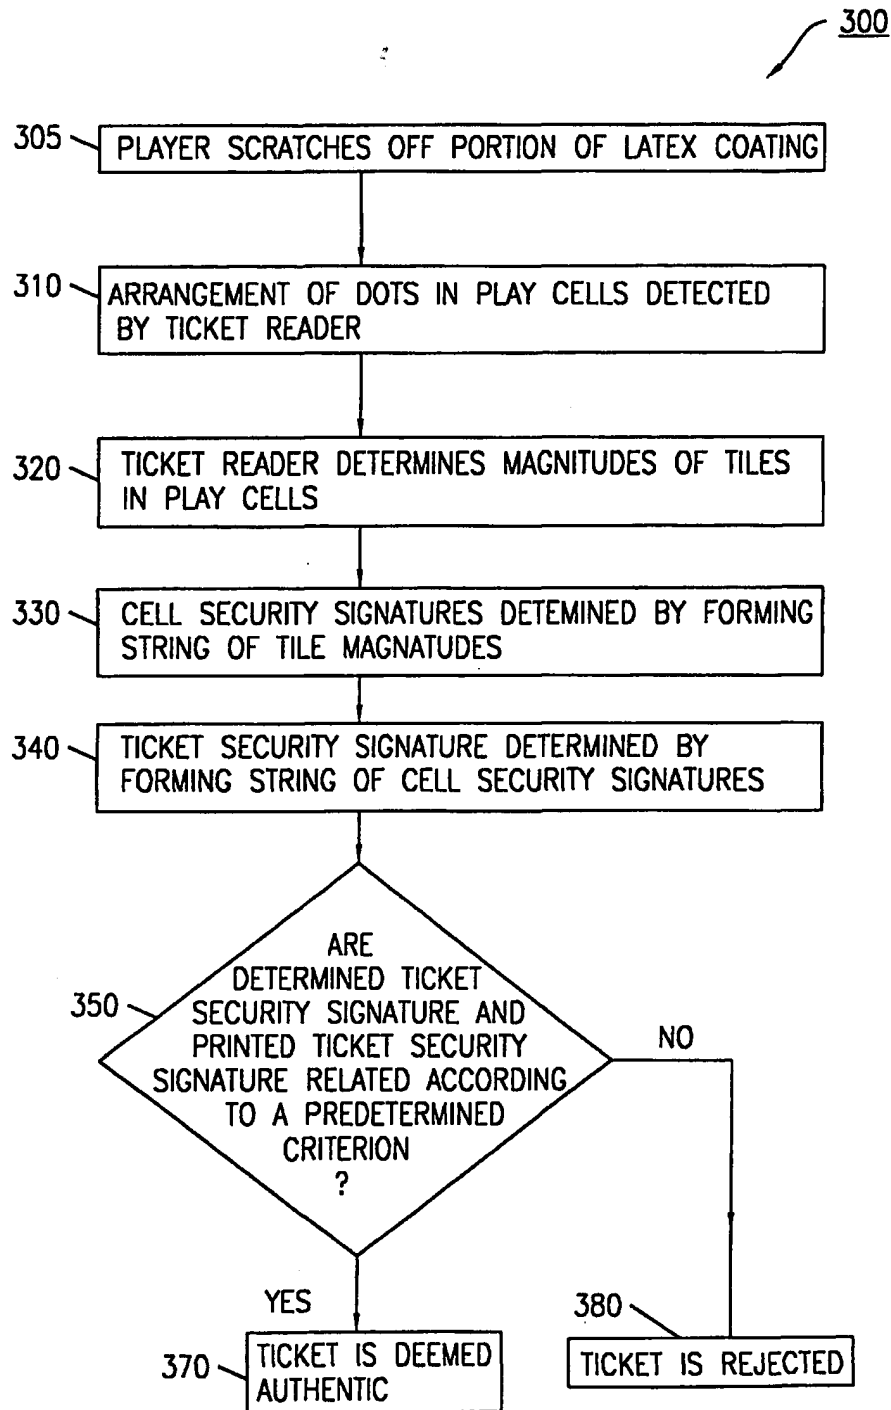 300
305
PLAYER SCRATCHES OFF PORTION OF LATEX COATING
310
ARRANGEMENT OF DOTS IN PLAY CELLS DETECTED
BY TICKET READER
320
TICKET READER DETERMINES MAGNITUDES OF TILES
IN PLAY CELLS
330
CELL SECURITY SIGNATURES DETEMINED BY FORMING
STRING OF TILE MAGNATUDES
340
TICKET SECURITY SIGNATURE DETERMINED BY
FORMING STRING OF CELL SECURITY SIGNATURES
350
ARE
DETERMINED TICKET
SECURITY SIGNATURE AND
PRINTED TICKET SECURITY
SIGNATURE RELATED ACCORDING
TO A PREDETERMINED
CRITERION
?
NO
YES
370
TICKET IS DEEMED
AUTHENTIC
380
TICKET IS REJECTED